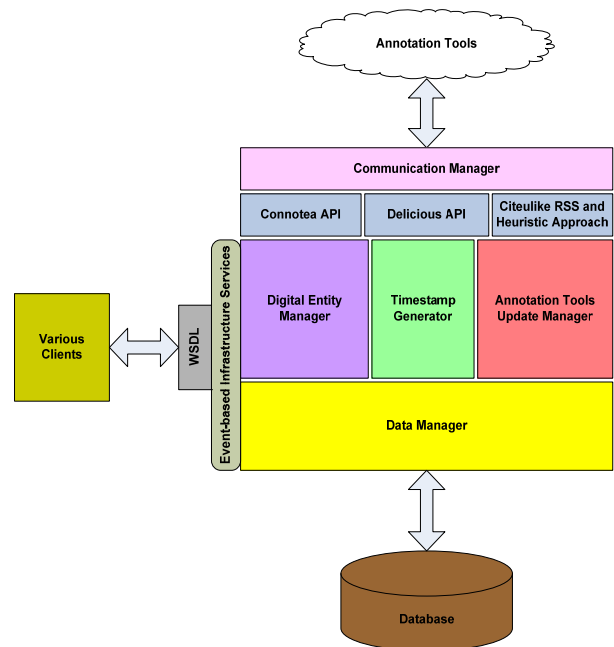 Annotation Tools
Communication Manager
Connotea API
Delicious API
Citeulike RSS and
Heuristic Approach
Event-based Infrastructure Services
WSDL
Various
Clients
Digital Entity
Manager
Timestamp
Generator
Annotation Tools
Update Manager
Data Manager
Database